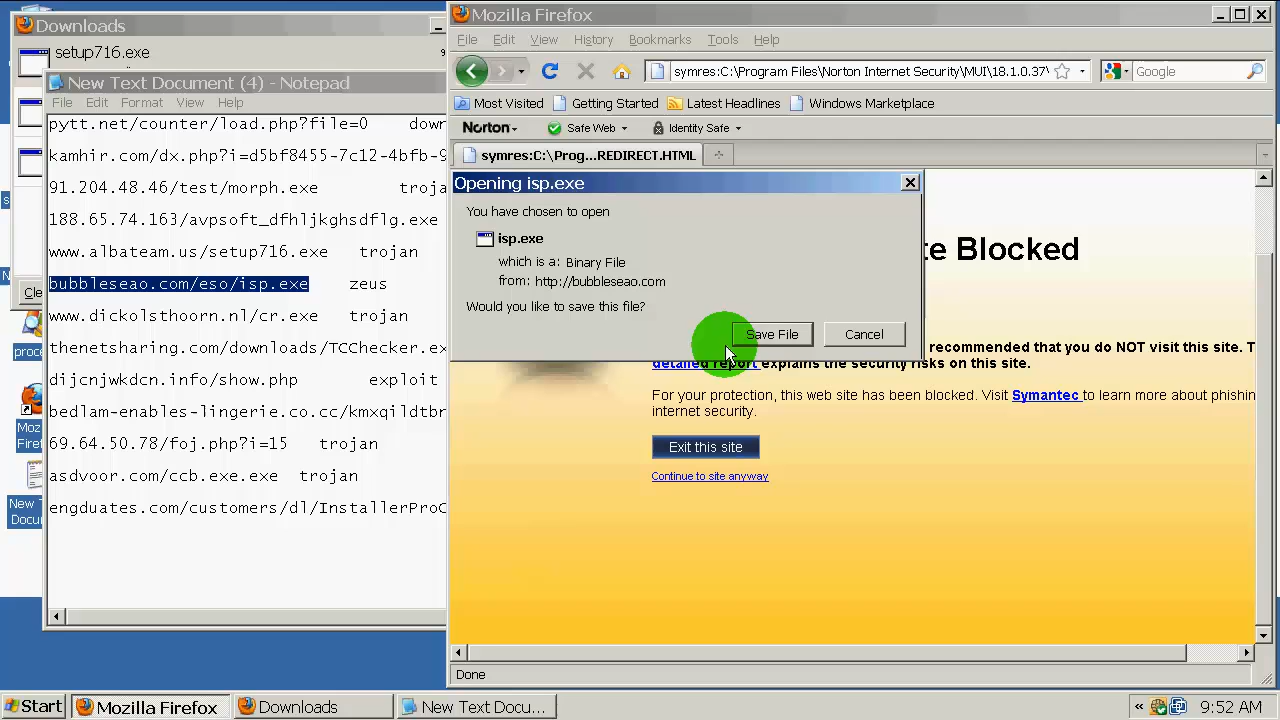 Downloads
setup716.exe
New Text Document (4) - Notepad
File Edit Format View Help
pytt.net/counter/load.php?file=0 down
kamhir.com/dx.php?i=d5bf8455-7c12-4bfb-9
91.204.48.46/test/morph.exe troj
188.65.74.163/avpsoft_dfhljkghsdflg.exe
www.albateam.us/setup716.exe trojan
bubbleseao.com/eso/isp.exe zeus
www.dickolsthoorn.nl/cr.exe trojan
thenetsharing.com/downloads/TCChecker.ex
dijcnjwkdcn.info/show.php exploit
bedlam-enables-lingerie.co.cc/kmxqildtbr
69.64.50.78/foj.php?i=15 trojan
asdvoor.com/ccb.exe.exe trojan
engduates.com/customers/dl/InstallerProC
Cle
proce
Moz
Firef
New T
Docum
Mozilla Firefox
File Edit View History Bookmarks Tools Help
symres:C:\Program Files\Norton Internet Security\MUI\18.1.0.37\
Google
Most Visited Getting Started Latest Headlines Windows Marketplace
Norton Safe Web Identity Safe
symres:C:\Prog...REDIRECT.HTML
Opening isp.exe
You have chosen to open
isp.exe
which is a: Binary File
from: http://bubbleseao.com
Would you like to save this file?
Save File Cancel
te Blocked
recommended that you do NOT visit this site. T
detailed report explains the security risks on this site.
For your protection, this web site has been blocked. Visit Symantec to learn more about phishin
internet security.
Exit this site
Continue to site anyway
Done
Start Mozilla Firefox Downloads New Text Docu... « 9:52 AM